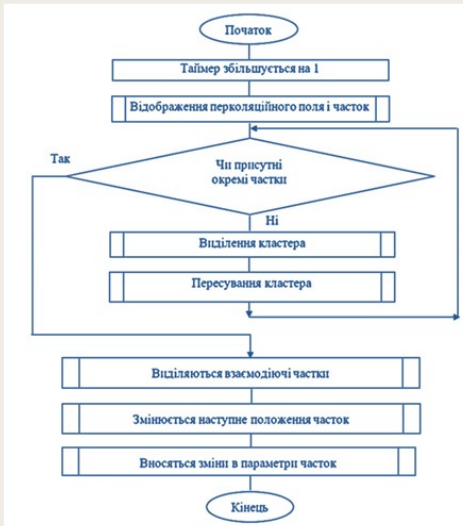 Початок
Таймер збільшується на 1
Відображення перколяційного поля і часток
Так
Чи присутні
окремі частки
Ні
Виділення кластера
Пересування кластера
Виділяються взаємодіючі частки
Змінюється наступне положення часток
Вносяться зміни в параметри часток
Кінець